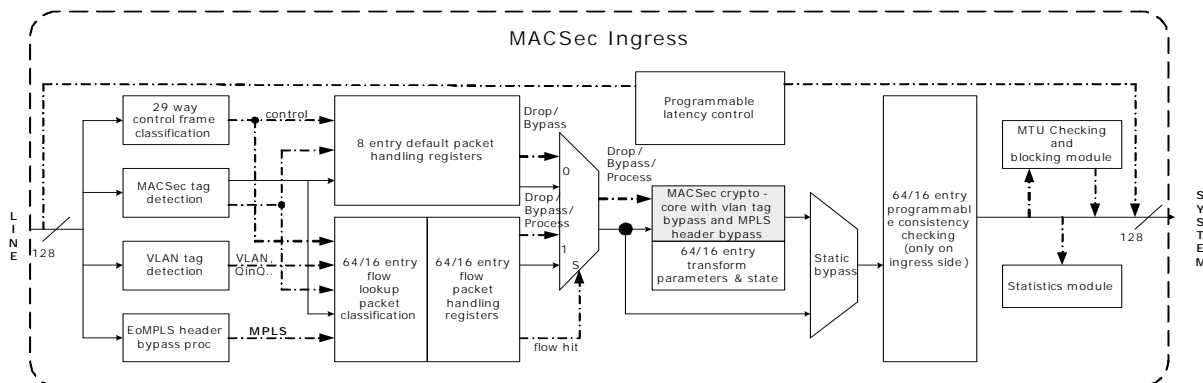 MACSec Ingress
29 way
control frame
classification
control
MACSec tag
detection
VLAN tag
detection
VLAN,
QinQ..
EoMPLS header
bypass proc
MPLS
L
I
N
E
128
8 entry default packet
handling registers
64/16 entry
flow
lookup
packet
classification
64/16 entry
flow
packet
handling
registers
Drop/
Bypass
Drop/
Bypass/
Process
0
1
S
flow hit
Drop/
Bypass/
Process
Programmable
latency control
MACSec crypto -
core with vlan tag
bypass and MPLS
header bypass
64/16 entry
transform
parameters & state
Static
bypass
64/16 entry
programmabl
e consistency
checking
(only on
ingress side)
MTU Checking
and
blocking module
Statistics module
128
S
Y
S
T
E
M